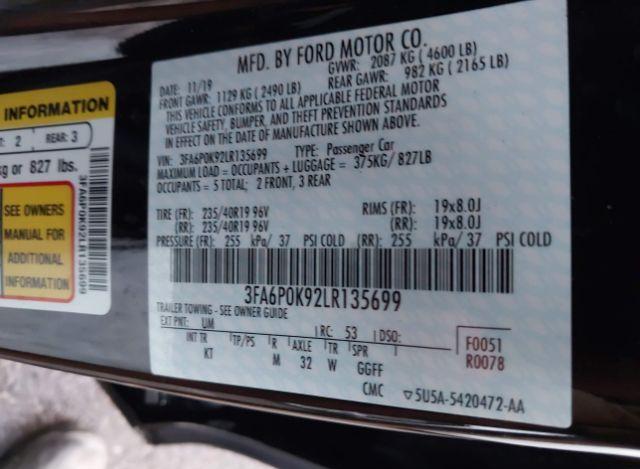 INFORMATION
2 REAR: 3
or 827 lbs.
SEE OWNERS
MANUAL FOR
ADDITIONAL
INFORMATION
3FA6P0K92LR135699
MFD. BY FORD MOTOR CO.
DATE: 11/19 GVWR: 2087 KG (4600 LB)
FRONT GAWR: 1129 KG (2490 LB) REAR GAWR: 982 KG (2165 LB)
THIS VEHICLE CONFORMS TO ALL APPLICABLE FEDERAL MOTOR
VEHICLE SAFETY, BUMPER, AND THEFT PREVENTION STANDARDS
IN EFFECT ON THE DATE OF MANUFACTURE SHOWN ABOVE.
VIN: 3FA6P0K92LR135699 TYPE: Passenger Car
MAXIMUM LOAD = OCCUPANTS + LUGGAGE = 375KG/827LB
OCCUPANTS = 5 TOTAL; 2 FRONT, 3 REAR
TIRE (FR): 235/40R19 96V RIMS (FR): 19x8.0J
(RR): 235/40R19 96V (RR): 19x8.0J
PRESSURE (FR): 255 kPa/ 37 PSI COLD (RR): 255 kPa/ 37 PSI COLD
3FA6P0K92LR135699
TRAILER TOWING - SEE OWNER GUIDE
EXT PNT: UM RC: 53 DSO: F0051
INT TR TP/PS R AXLE TR SPR R0078
KT M 32 W GGFF
CMC 5U5A-5420472-AA